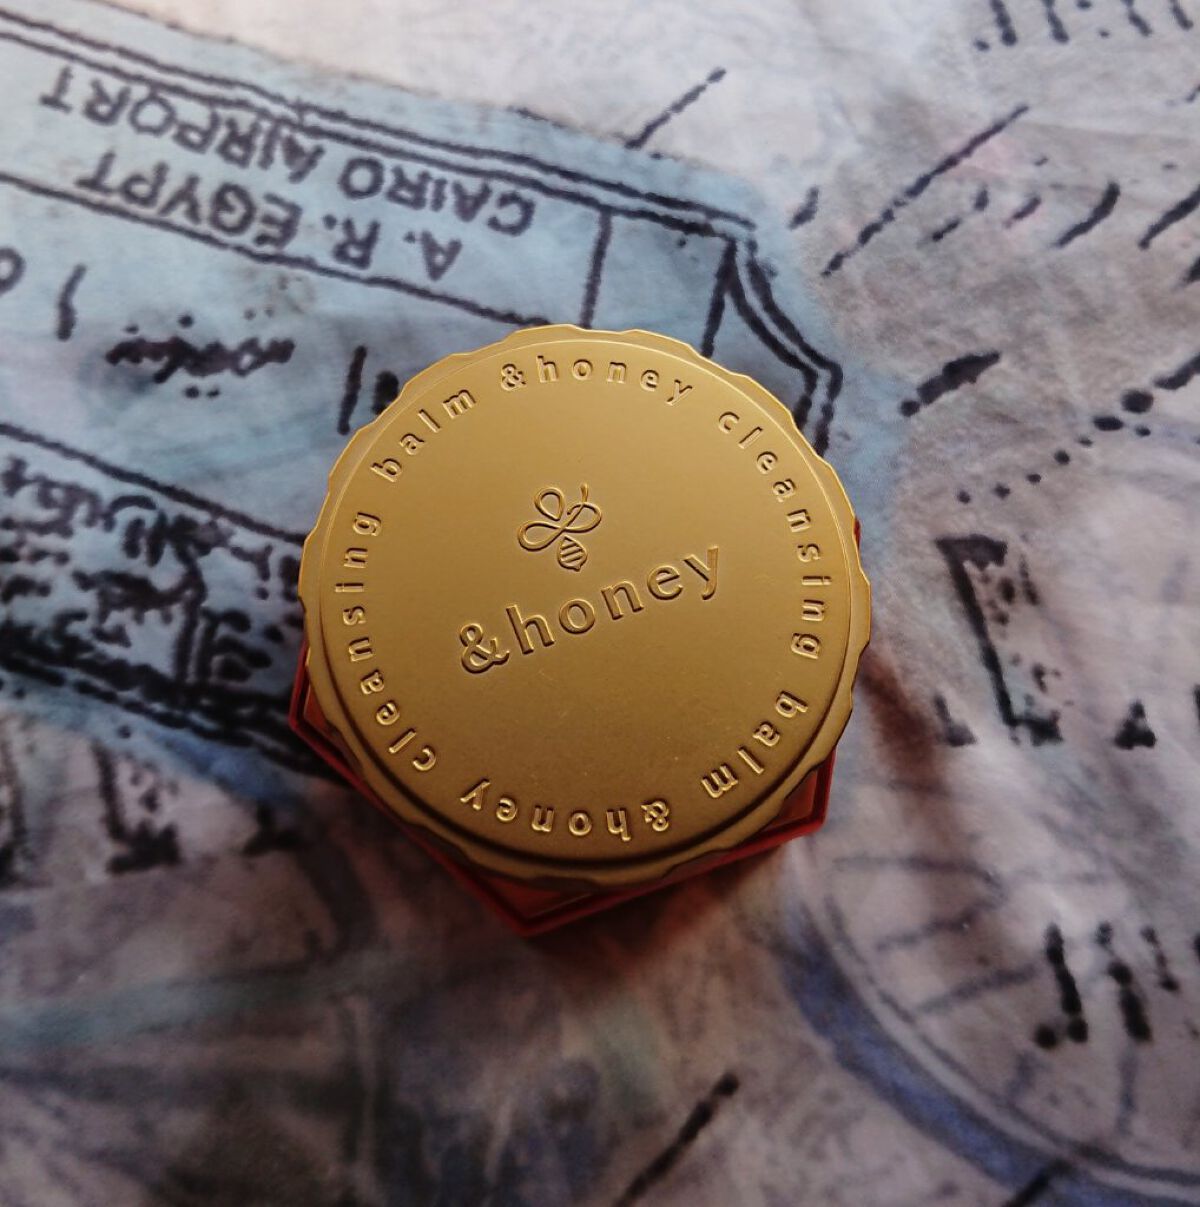 &honey
&honey cleansing balm &honey cleansing balm
A. R. EGYPT
CAIRO AIRPORT